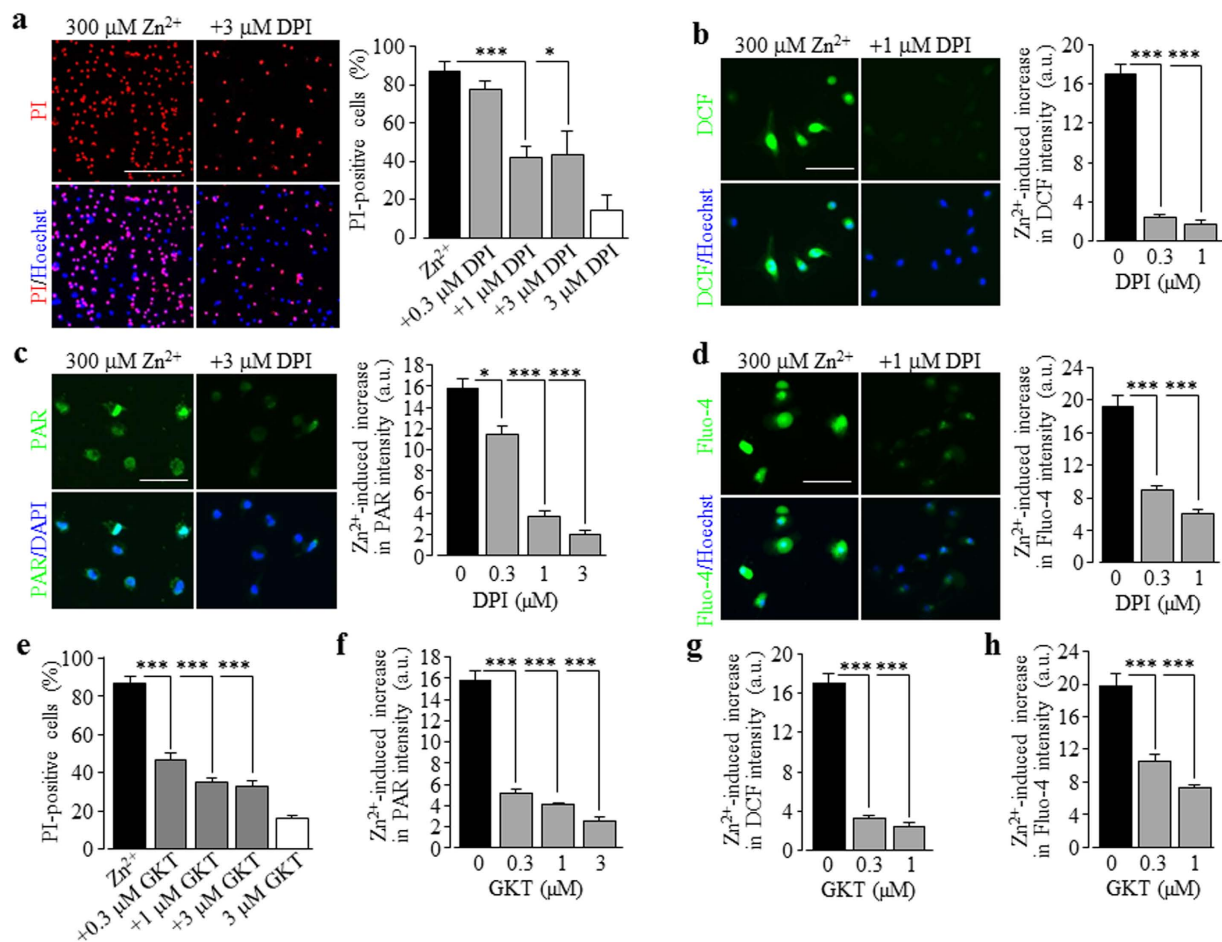 a
300 μM Zn²⁺
+3 μM DPI
PI
PI/Hoechst
PI-positive cells (%)
100
80
60
40
20
0
***
*
Zn²⁺
+0.3 μM DPI
+1 μM DPI
+3 μM DPI
3 μM DPI
b
300 μM Zn²⁺
+1 μM DPI
DCF
DCF/Hoechst
Zn²⁺-induced increase
in DCF intensity (a.u.)
20
16
12
8
4
0
*** ***
0 0.3 1
DPI (μM)
c
300 μM Zn²⁺
+3 μM DPI
PAR
PAR/DAPI
Zn²⁺-induced increase
in PAR intensity (a.u.)
18
16
14
12
10
8
6
4
2
0
* *** ***
0 0.3 1 3
DPI (μM)
d
300 μM Zn²⁺
+1 μM DPI
Fluo-4
Fluo-4/Hoechst
Zn²⁺-induced increase
in Fluo-4 intensity (a.u.)
24
20
16
12
8
4
0
*** ***
0 0.3 1
DPI (μM)
e
PI-positive cells (%)
100
80
60
40
20
0
*** *** ***
Zn²⁺
+0.3 μM GKT
+1 μM GKT
+3 μM GKT
3 μM GKT
f
Zn²⁺-induced increase
in PAR intensity (a.u.)
18
16
14
12
10
8
6
4
2
0
*** *** ***
0 0.3 1 3
GKT (μM)
g
Zn²⁺-induced increase
in DCF intensity (a.u.)
20
16
12
8
4
0
*** ***
0 0.3 1
GKT (μM)
h
Zn²⁺-induced increase
in Fluo-4 intensity (a.u.)
24
20
16
12
8
4
0
*** ***
0 0.3 1
GKT (μM)